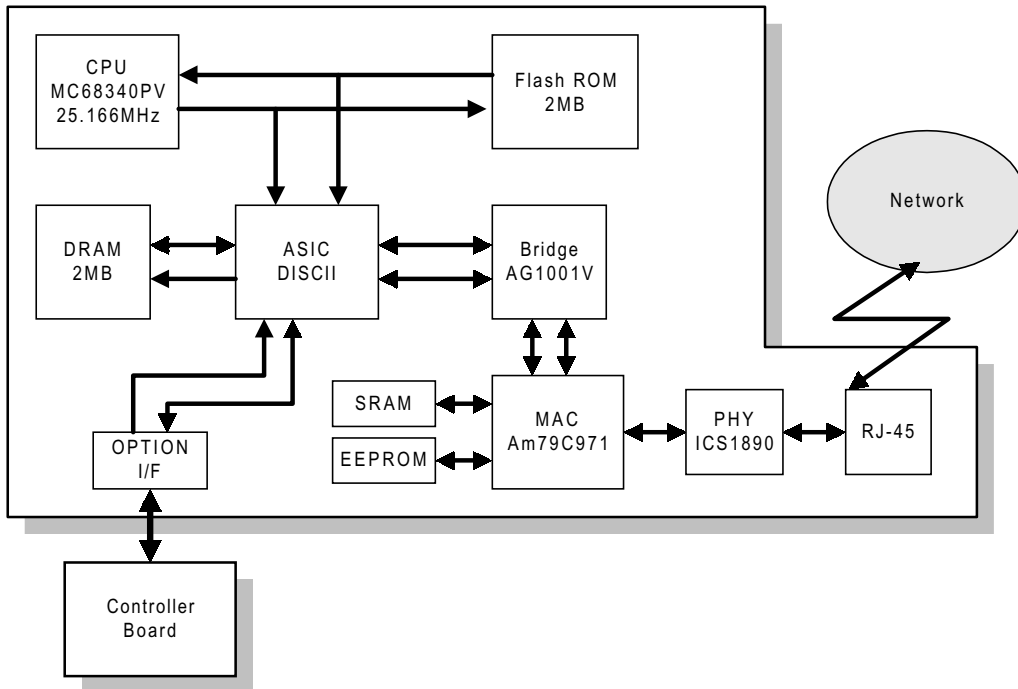 CPU
MC68340PV
25.166MHz
Flash ROM
2MB
Network
DRAM
2MB
ASIC
DISCII
Bridge
AG1001V
SRAM
EEPROM
MAC
Am79C971
PHY
ICS1890
RJ-45
OPTION
I/F
Controller
Board